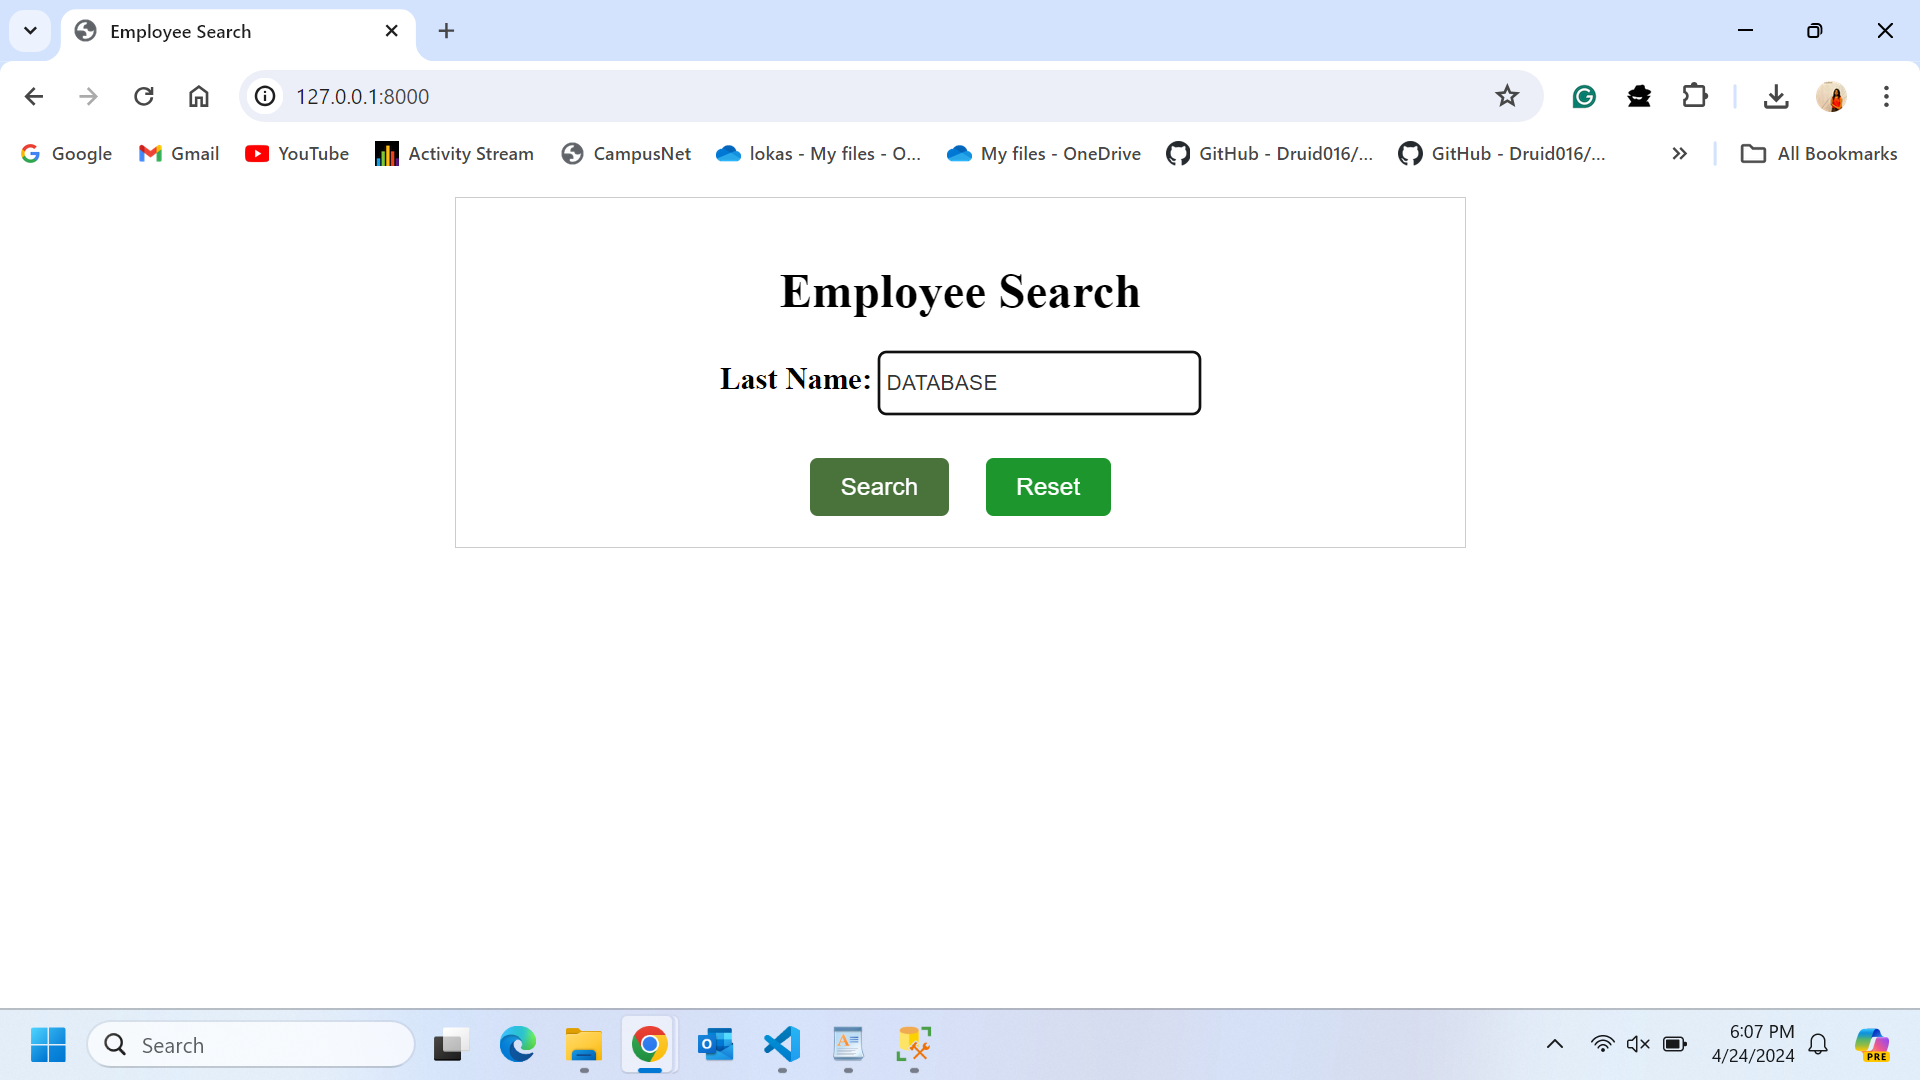 Employee Search
127.0.0.1:8000
Google Gmail YouTube Activity Stream CampusNet lokas - My files - O... My files - OneDrive GitHub - Druid016/... GitHub - Druid016/... All Bookmarks
Employee Search
Last Name: DATABASE
Search Reset
Search
6:07 PM
4/24/2024
PRE